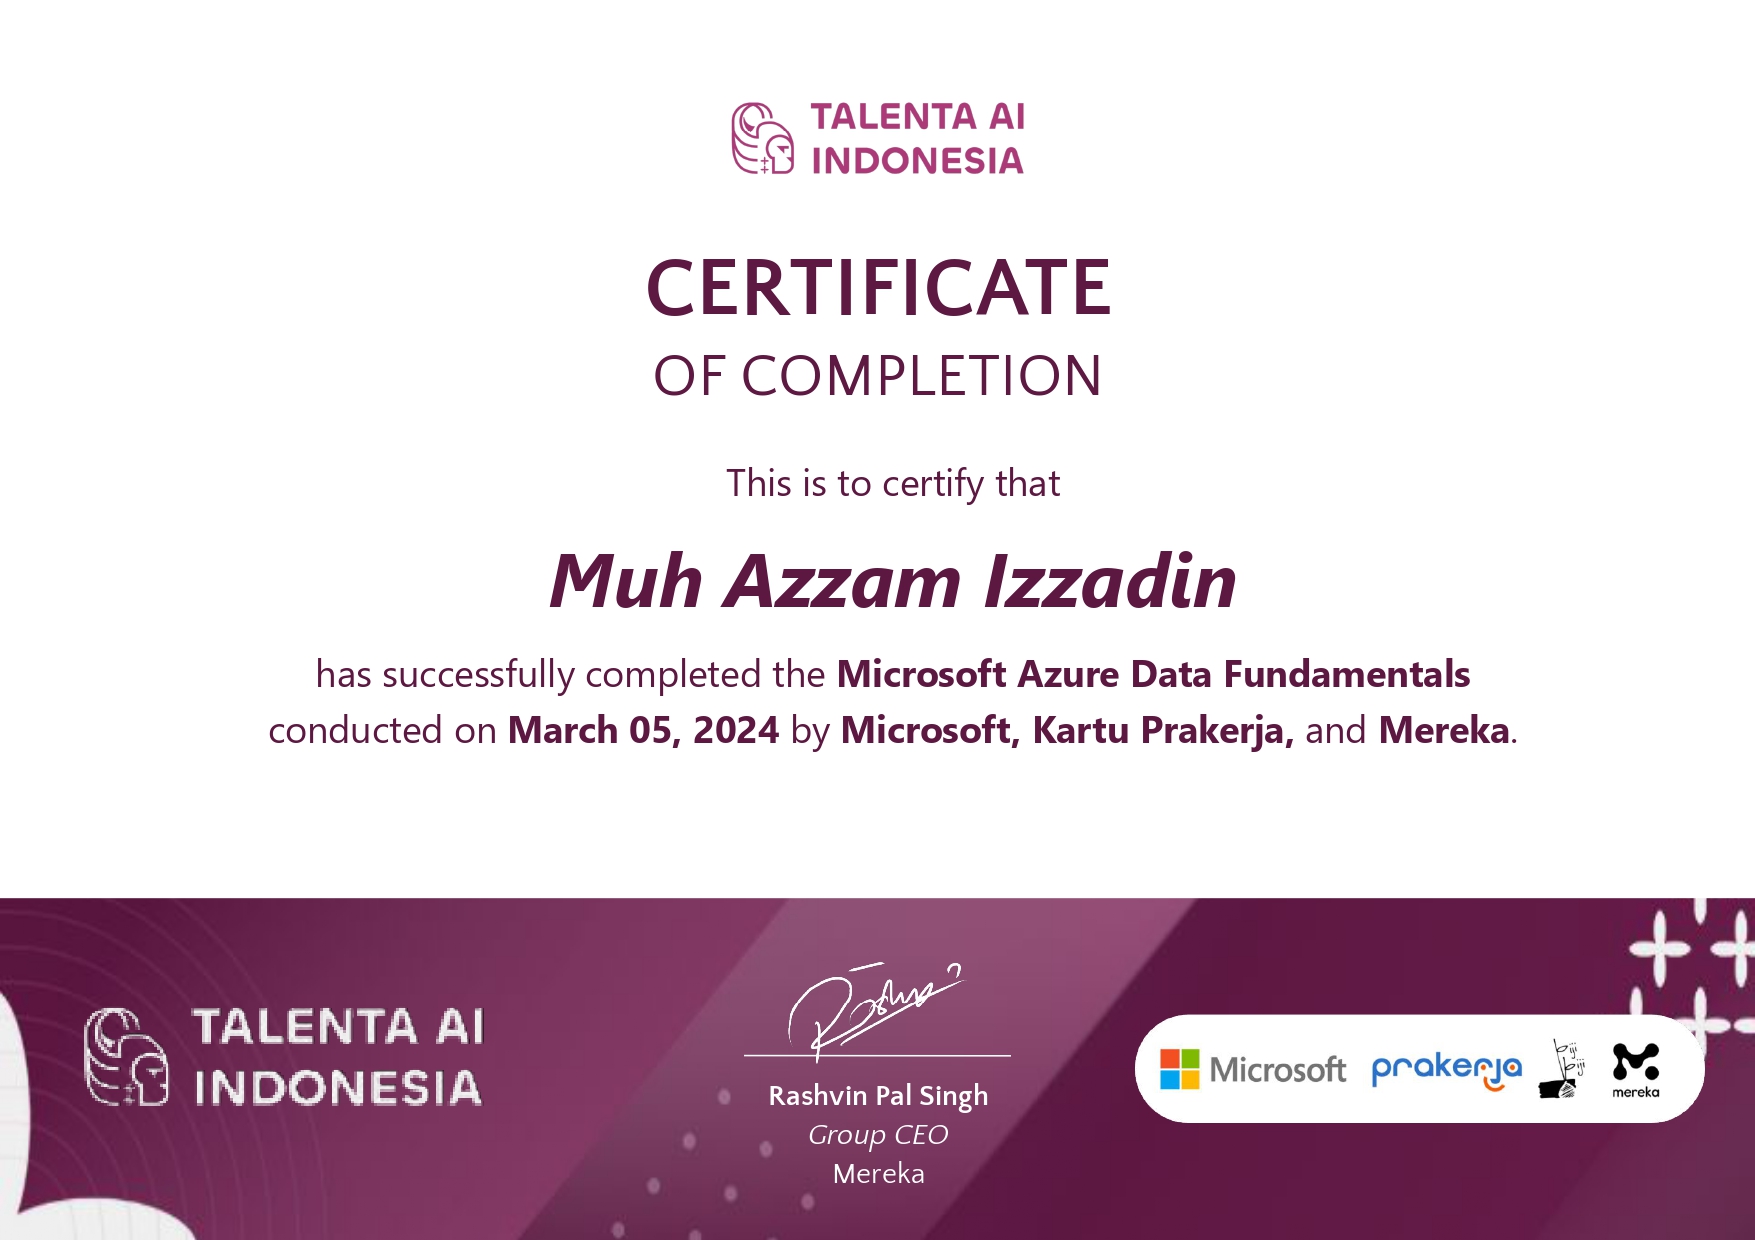 TALENTA AI
INDONESIA
CERTIFICATE
OF COMPLETION
This is to certify that
Muh Azzam Izzadin
has successfully completed the Microsoft Azure Data Fundamentals
conducted on March 05, 2024 by Microsoft, Kartu Prakerja, and Mereka.
TALENTA AI
INDONESIA
Rashvin Pal Singh
Group CEO
Mereka
Microsoft
prakerja
biji
biji
mereka